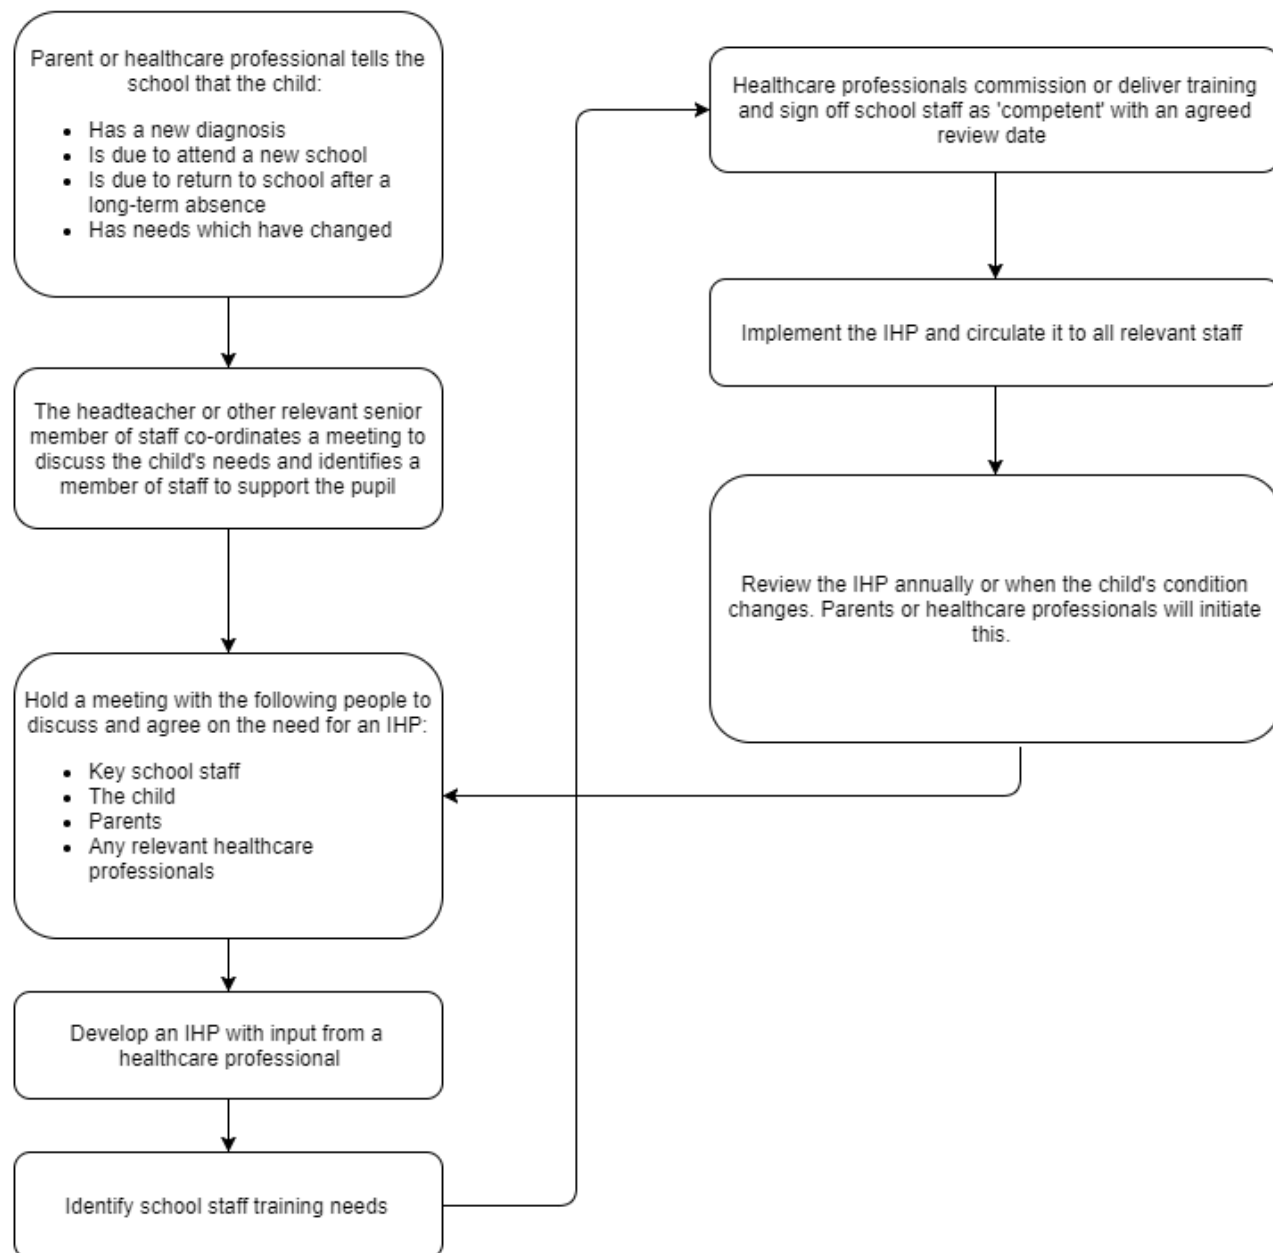 Parent or healthcare professional tells the
school that the child:
• Has a new diagnosis
• Is due to attend a new school
• Is due to return to school after a
long-term absence
• Has needs which have changed
The headteacher or other relevant senior
member of staff co-ordinates a meeting to
discuss the child's needs and identifies a
member of staff to support the pupil
Hold a meeting with the following people to
discuss and agree on the need for an IHP:
• Key school staff
• The child
• Parents
• Any relevant healthcare
professionals
Develop an IHP with input from a
healthcare professional
Identify school staff training needs
Healthcare professionals commission or deliver training
and sign off school staff as 'competent' with an agreed
review date
Implement the IHP and circulate it to all relevant staff
Review the IHP annually or when the child's condition
changes. Parents or healthcare professionals will initiate
this.